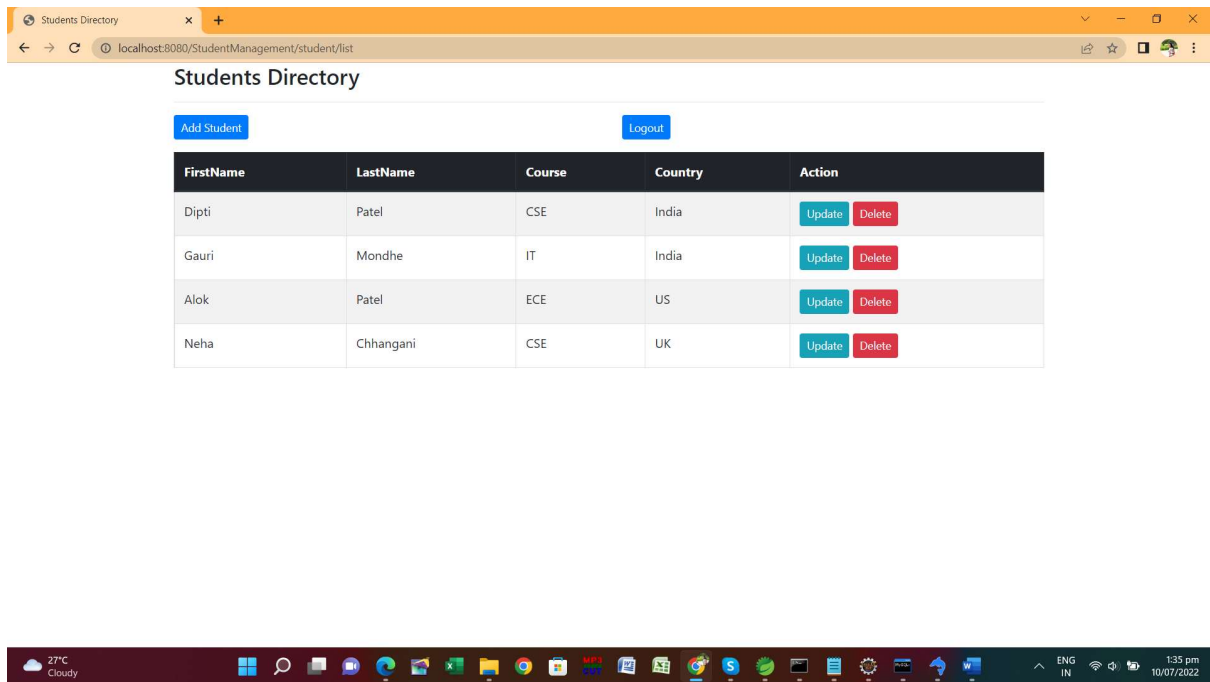 Students Directory
localhost:8080/StudentManagement/student/list
Students Directory
Add Student Logout
FirstName LastName Course Country Action
Dipti Patel CSE India Update Delete
Gauri Mondhe IT India Update Delete
Alok Patel ECE US Update Delete
Neha Chhangani CSE UK Update Delete
27°C
Cloudy
ENG
IN
1:35 pm
10/07/2022